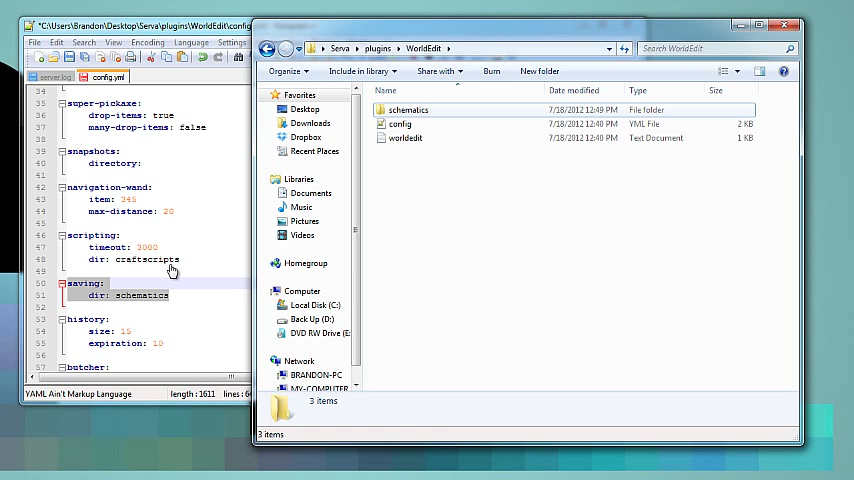 *C:\Users\Brandon\Desktop\Serva\plugins\WorldEdit\config
File Edit Search View Encoding Language Settings
server.log config.yml
34
35 super-pickaxe:
36 drop-items: true
37 many-drop-items: false
38
39 snapshots:
40 directory:
41
42 navigation-wand:
43 item: 345
44 max-distance: 20
45
46 scripting:
47 timeout: 3000
48 dir: craftscripts
49
50 saving:
51 dir: schematics
52
53 history:
54 size: 15
55 expiration: 10
56
57 butcher:
YAML Ain't Markup Language length : 1611 lines:
Serva plugins WorldEdit
Search WorldEdit
Organize Include in library Share with Burn New folder
Favorites
Desktop
Downloads
Dropbox
Recent Places
Libraries
Documents
Music
Pictures
Videos
Homegroup
Computer
Local Disk (C:)
Back Up (D:)
DVD RW Drive (E:
Network
BRANDON-PC
MY-COMPUTER
Name Date modified Type Size
schematics 7/18/2012 12:49 PM File folder
config 7/18/2012 12:40 PM YML File 2 KB
worldedit 7/18/2012 12:40 PM Text Document 1 KB
3 items
3 items